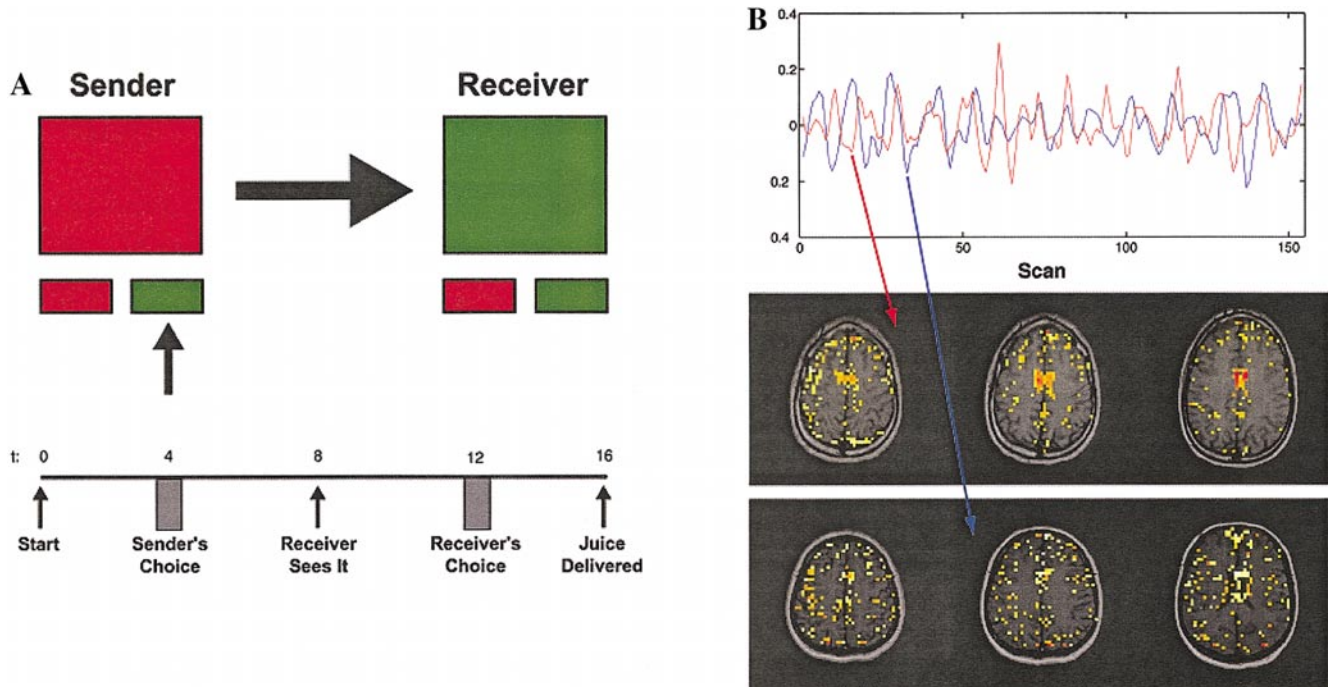 A
Sender
Receiver
t: 0 4 8 12 16
Start
Sender's
Choice
Receiver
Sees It
Receiver's
Choice
Juice
Delivered
B
0.4
0.2
0
0.2
0.4
0 50 100 150
Scan